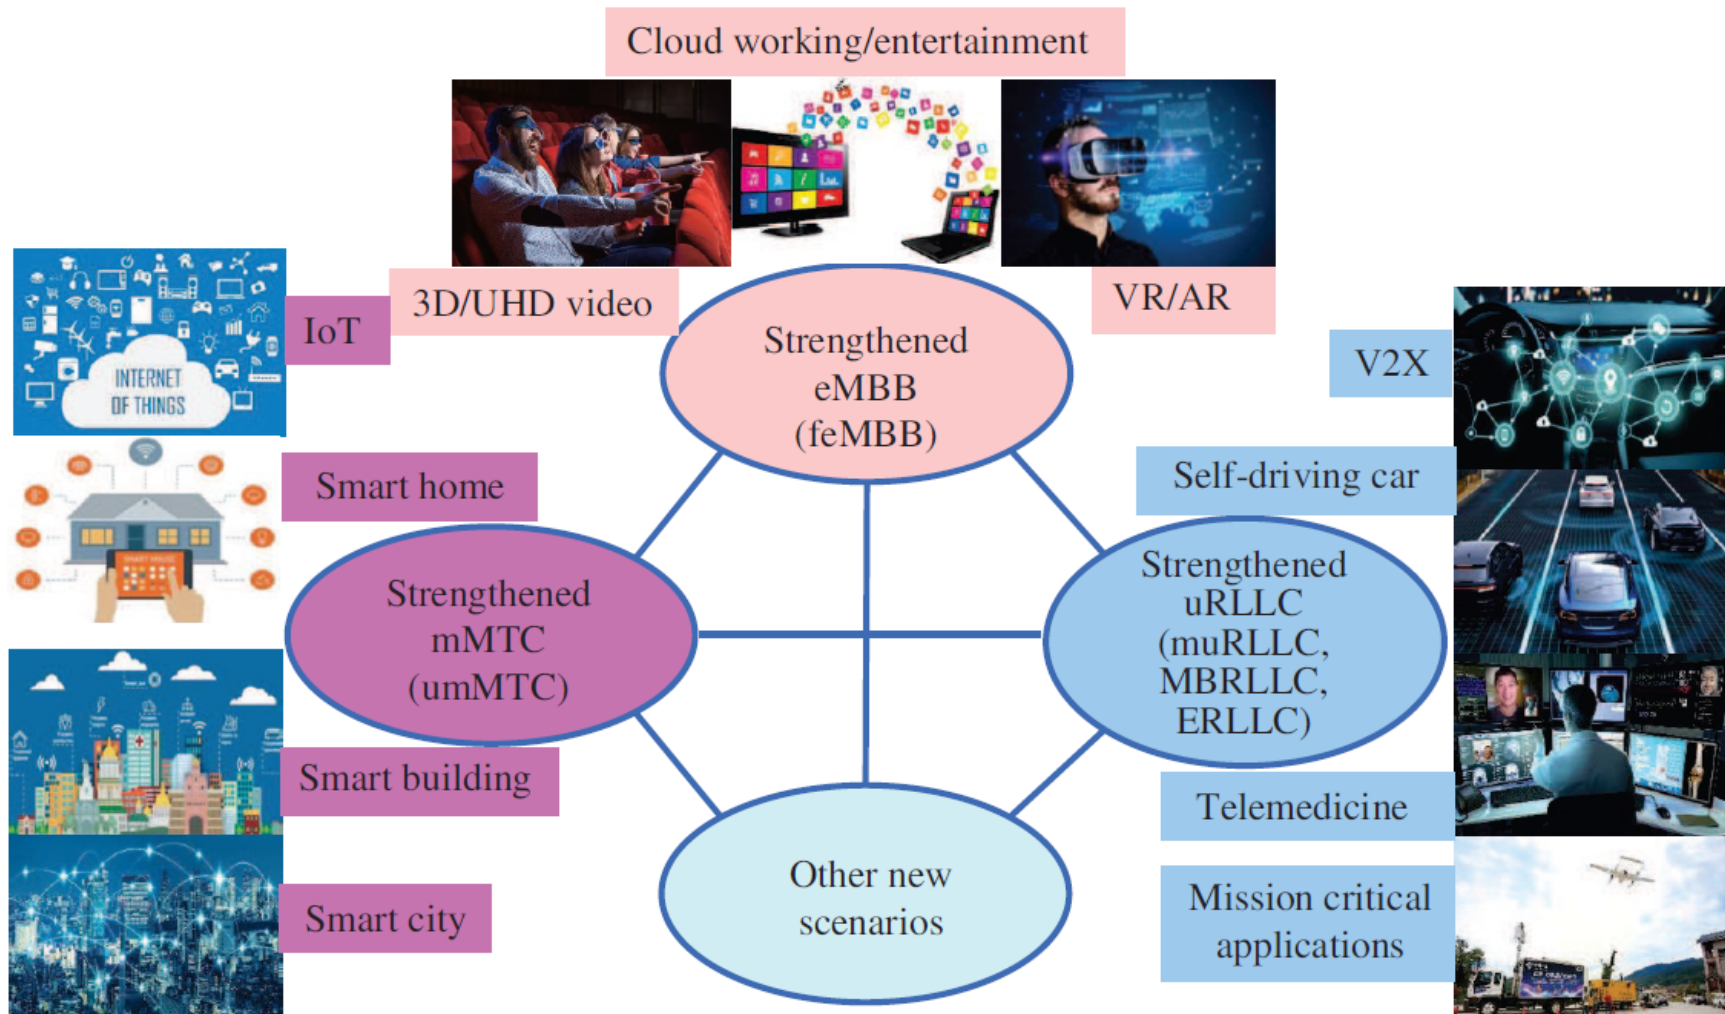 Cloud working/entertainment
3D/UHD video
VR/AR
IoT
INTERNET
OF THINGS
Strengthened
eMBB
(feMBB)
V2X
Smart home
SMART HOUSE
Self-driving car
Strengthened
mMTC
(umMTC)
Strengthened
uRLLC
(muRLLC,
MBRLLC,
ERLLC)
Smart building
Telemedicine
Other new
scenarios
Smart city
Mission critical
applications